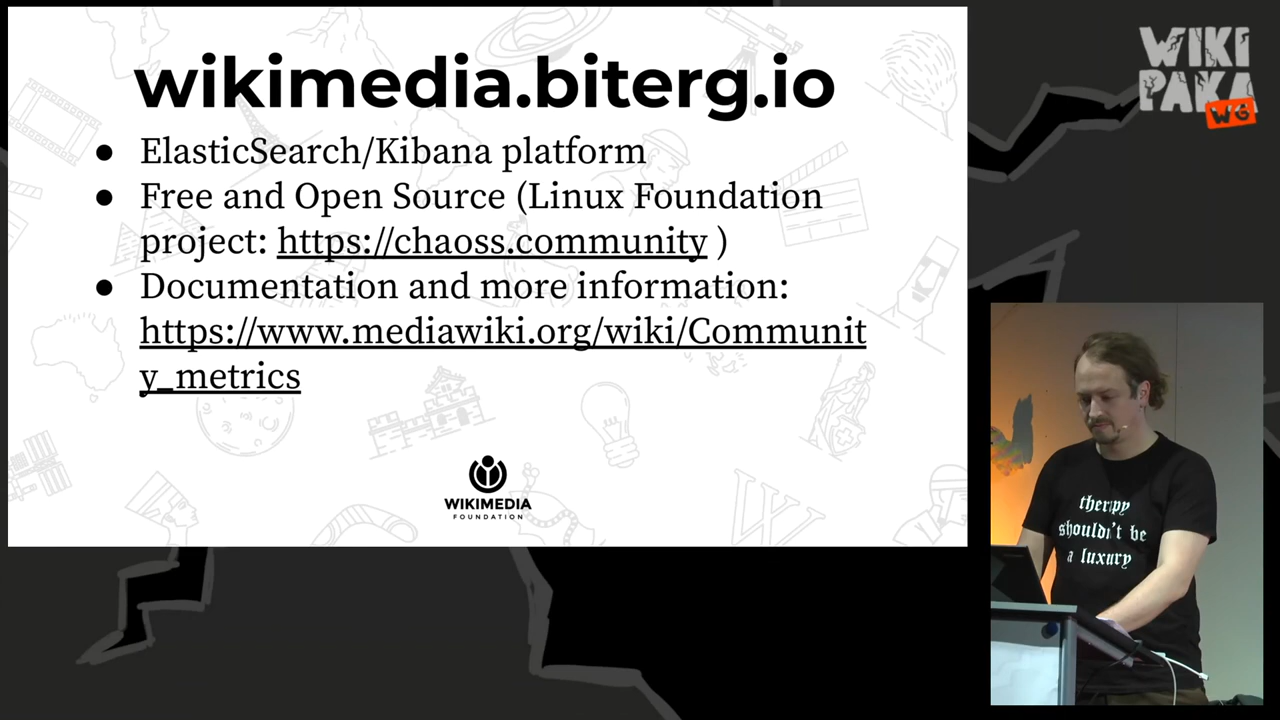 wikimedia.biterg.io
● ElasticSearch/Kibana platform
● Free and Open Source (Linux Foundation
project: https://chaoss.community )
● Documentation and more information:
https://www.mediawiki.org/wiki/Communit
y_metrics
WIKIMEDIA
FOUNDATION
WIKI
PAKA
WG
therapy
shouldn't be
a luxury